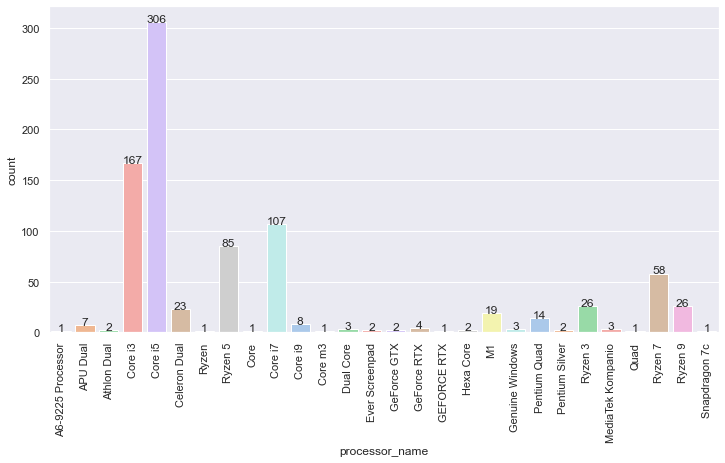 count
300
250
200
150
100
50
0
1
7
2
167
306
23
1
85
1
107
8
1
3
2
2
4
1
2
19
3
14
2
26
3
1
58
26
1
A6-9225 Processor
APU Dual
Athlon Dual
Core i3
Core i5
Celeron Dual
Ryzen
Ryzen 5
Core
Core i7
Core i9
Core m3
Dual Core
Ever Screenpad
GeForce GTX
GeForce RTX
GEFORCE RTX
Hexa Core
M1
Genuine Windows
Pentium Quad
Pentium Silver
Ryzen 3
MediaTek Kompanio
Quad
Ryzen 7
Ryzen 9
Snapdragon 7c
processor_name